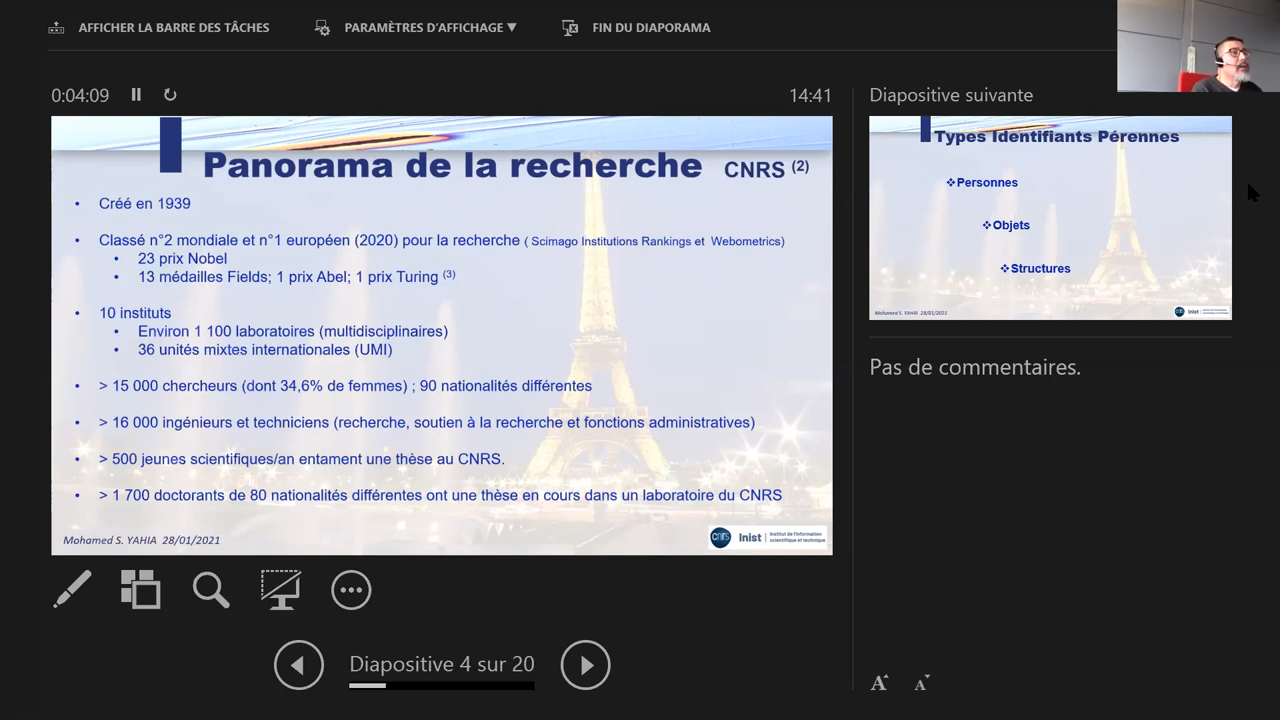 AFFICHER LA BARRE DES TÂCHES
PARAMÈTRES D'AFFICHAGE ▼
FIN DU DIAPORAMA
0:04:09
14:41
Panorama de la recherche CNRS (2)
• Créé en 1939
• Classé n°2 mondiale et n°1 européen (2020) pour la recherche ( Scimago Institutions Rankings et Webometrics)
• 23 prix Nobel
• 13 médailles Fields; 1 prix Abel; 1 prix Turing (3)
• 10 instituts
• Environ 1 100 laboratoires (multidisciplinaires)
• 36 unités mixtes internationales (UMI)
• > 15 000 chercheurs (dont 34,6% de femmes) ; 90 nationalités différentes
• > 16 000 ingénieurs et techniciens (recherche, soutien à la recherche et fonctions administratives)
• > 500 jeunes scientifiques/an entament une thèse au CNRS.
• > 1 700 doctorants de 80 nationalités différentes ont une thèse en cours dans un laboratoire du CNRS
Mohamed S. YAHIA 28/01/2021
cnrs Inist Institut de l'information
scientifique et technique
Diapositive 4 sur 20
Diapositive suivante
Types Identifiants Pérennes
❖Personnes
❖Objets
❖Structures
Mohamed S. YAHIA 28/01/2021
Inist
Pas de commentaires.
A A